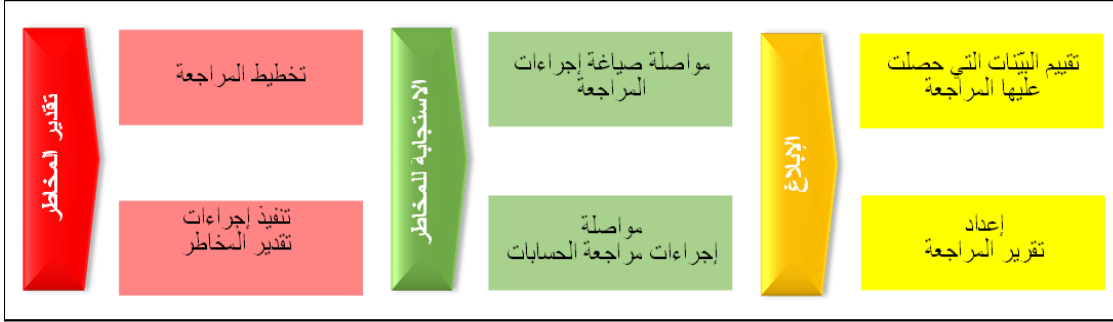 تقدير المخاطر
تخطيط المراجعة
تنفيذ إجراءات
تقدير المخاطر
الاستجابة للمخاطر
مواصلة صياغة إجراءات
المراجعة
مواصلة
إجراءات مراجعة الحسابات
الإبلاغ
تقييم البيّنات التي حصلت
عليها المراجعة
إعداد
تقرير المراجعة